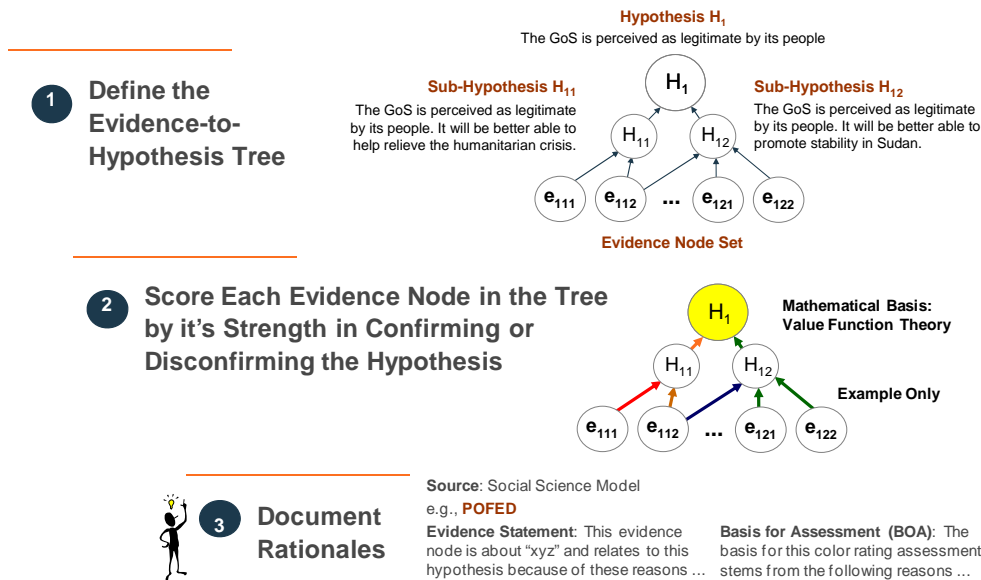 Hypothesis H1
The GoS is perceived as legitimate by its people
1
Define the
Evidence-to-
Hypothesis Tree
Sub-Hypothesis H11
The GoS is perceived as legitimate
by its people. It will be better able to
help relieve the humanitarian crisis.
H1
Sub-Hypothesis H12
The GoS is perceived as legitimate
by its people. It will be better able to
promote stability in Sudan.
H11
H12
e111
e112
...
e121
e122
Evidence Node Set
2
Score Each Evidence Node in the Tree
by it's Strength in Confirming or
Disconfirming the Hypothesis
H1
Mathematical Basis:
Value Function Theory
H11
H12
Example Only
e111
e112
...
e121
e122
3
Document
Rationales
Source: Social Science Model
e.g., POFED
Evidence Statement: This evidence
node is about “xyz” and relates to this
hypothesis because of these reasons ...
Basis for Assessment (BOA): The
basis for this color rating assessment
stems from the following reasons ...